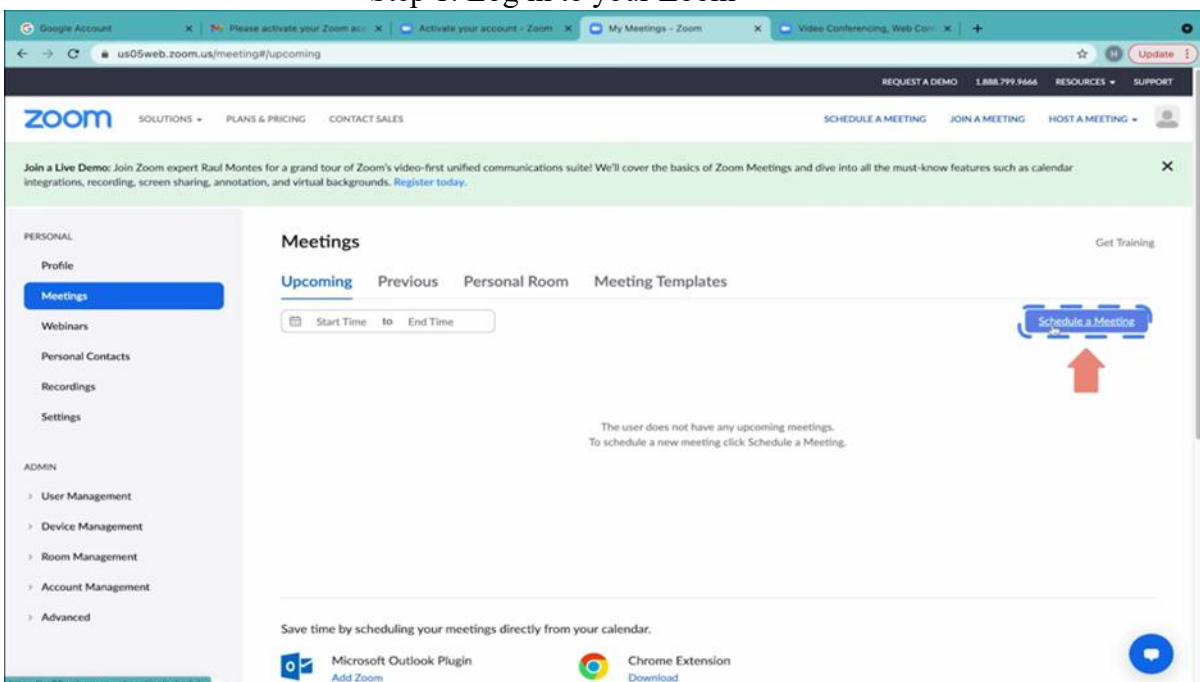 Step 1: Log in to your Zoom
Google Account
Please activate your Zoom acc
Activate your account - Zoom
My Meetings - Zoom
Video Conferencing, Web Conf
us05web.zoom.us/meeting#/upcoming
H
Update
REQUEST A DEMO 1.888.799.9666 RESOURCES SUPPORT
zoom SOLUTIONS PLANS & PRICING CONTACT SALES SCHEDULE A MEETING JOIN A MEETING HOST A MEETING
Join a Live Demo: Join Zoom expert Raul Montes for a grand tour of Zoom's video-first unified communications suite! We'll cover the basics of Zoom Meetings and dive into all the must-know features such as calendar
integrations, recording, screen sharing, annotation, and virtual backgrounds. Register today.
PERSONAL
Profile
Meetings
Webinars
Personal Contacts
Recordings
Settings
ADMIN
User Management
Device Management
Room Management
Account Management
Advanced
Meetings
Get Training
Upcoming Previous Personal Room Meeting Templates
Start Time to End Time
Schedule a Meeting
The user does not have any upcoming meetings.
To schedule a new meeting click Schedule a Meeting.
Save time by scheduling your meetings directly from your calendar.
Microsoft Outlook Plugin
Add Zoom
Chrome Extension
Download